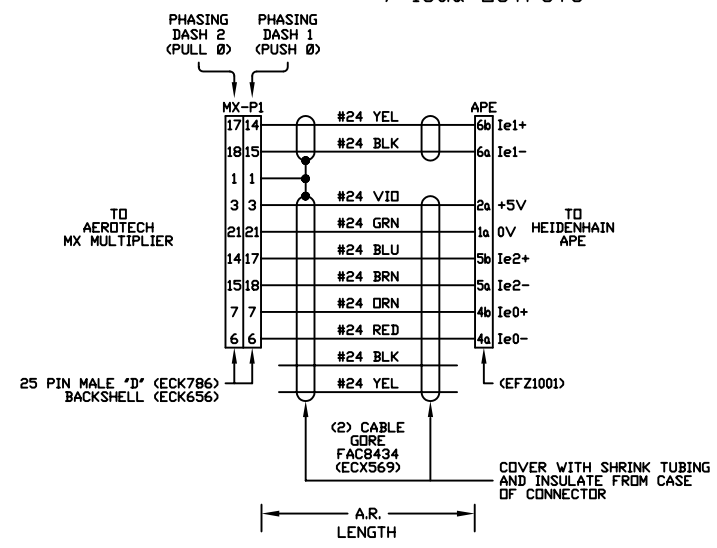 PHASING DASH 2 (PULL Ø)
PHASING DASH 1 (PUSH Ø)
MX-P1
APE
17 14 #24 YEL 6b Ie1+
18 15 #24 BLK 6a Ie1-
1 1
3 3 #24 VIO 2a +5V
21 21 #24 GRN 1a 0V
14 17 #24 BLU 5b Ie2+
15 18 #24 BRN 5a Ie2-
7 7 #24 ORN 4b Ie0+
6 6 #24 RED 4a Ie0-
#24 BLK
#24 YEL
TO
AEROTECH
MX MULTIPLIER
TO
HEIDENHAIN
APE
25 PIN MALE "D" (ECK786)
BACKSHELL (ECK656)
(EFZ1001)
(2) CABLE
GORE
FAC8434
(ECX569)
COVER WITH SHRINK TUBING
AND INSULATE FROM CASE
OF CONNECTOR
A.R.
LENGTH